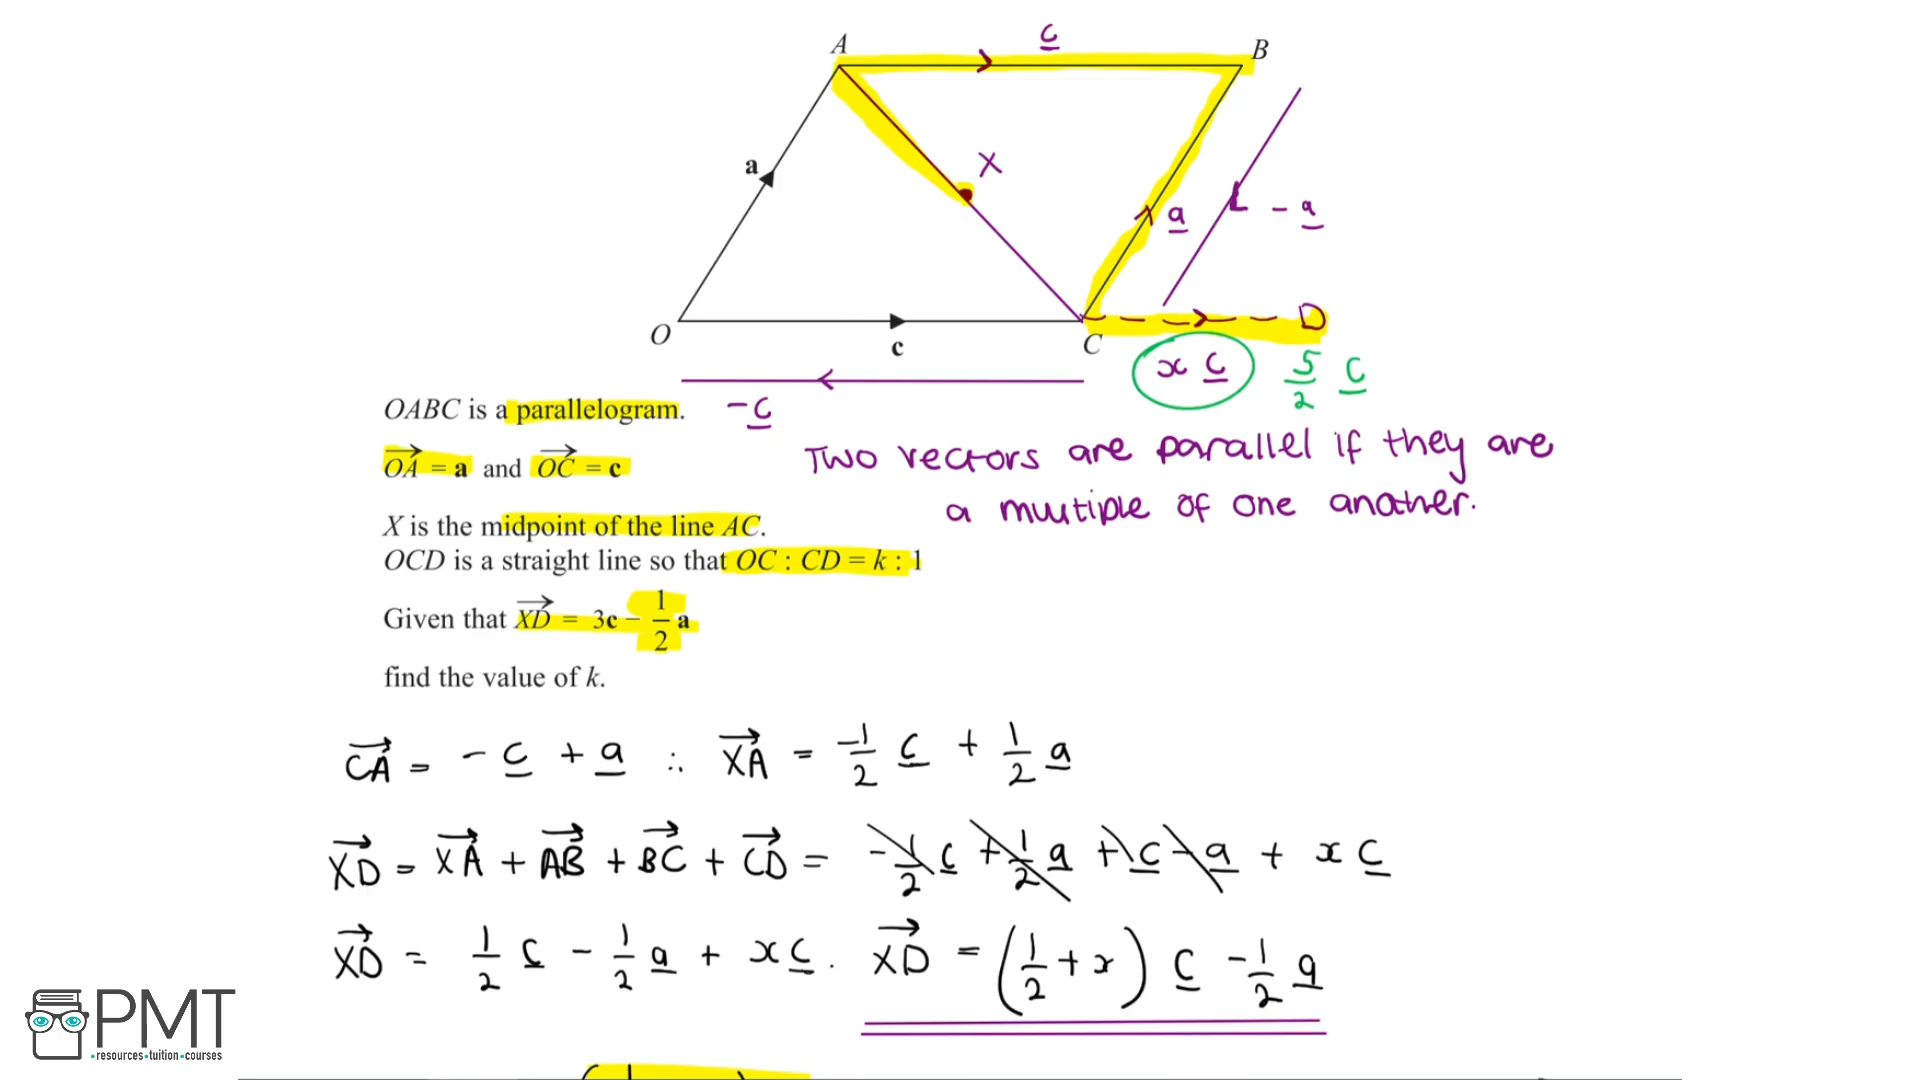 c
A
B
X
a
a
- a
O
c
C
D
x c
5/2 c
OABC is a parallelogram.
- c
OA = a and OC = c
Two vectors are parallel if they are
a multiple of one another.
X is the midpoint of the line AC.
OCD is a straight line so that OC : CD = k : 1
Given that XD = 3c − 1/2 a
find the value of k.
CA = - c + a ∴ XA = -1/2 c + 1/2 a
XD = XA + AB + BC + CD = - 1/2 c + 1/2 a + c - a + x c
XD = 1/2 c - 1/2 a + x c. XD = (1/2 + x) c - 1/2 a
PMT
•resources•tuition•courses